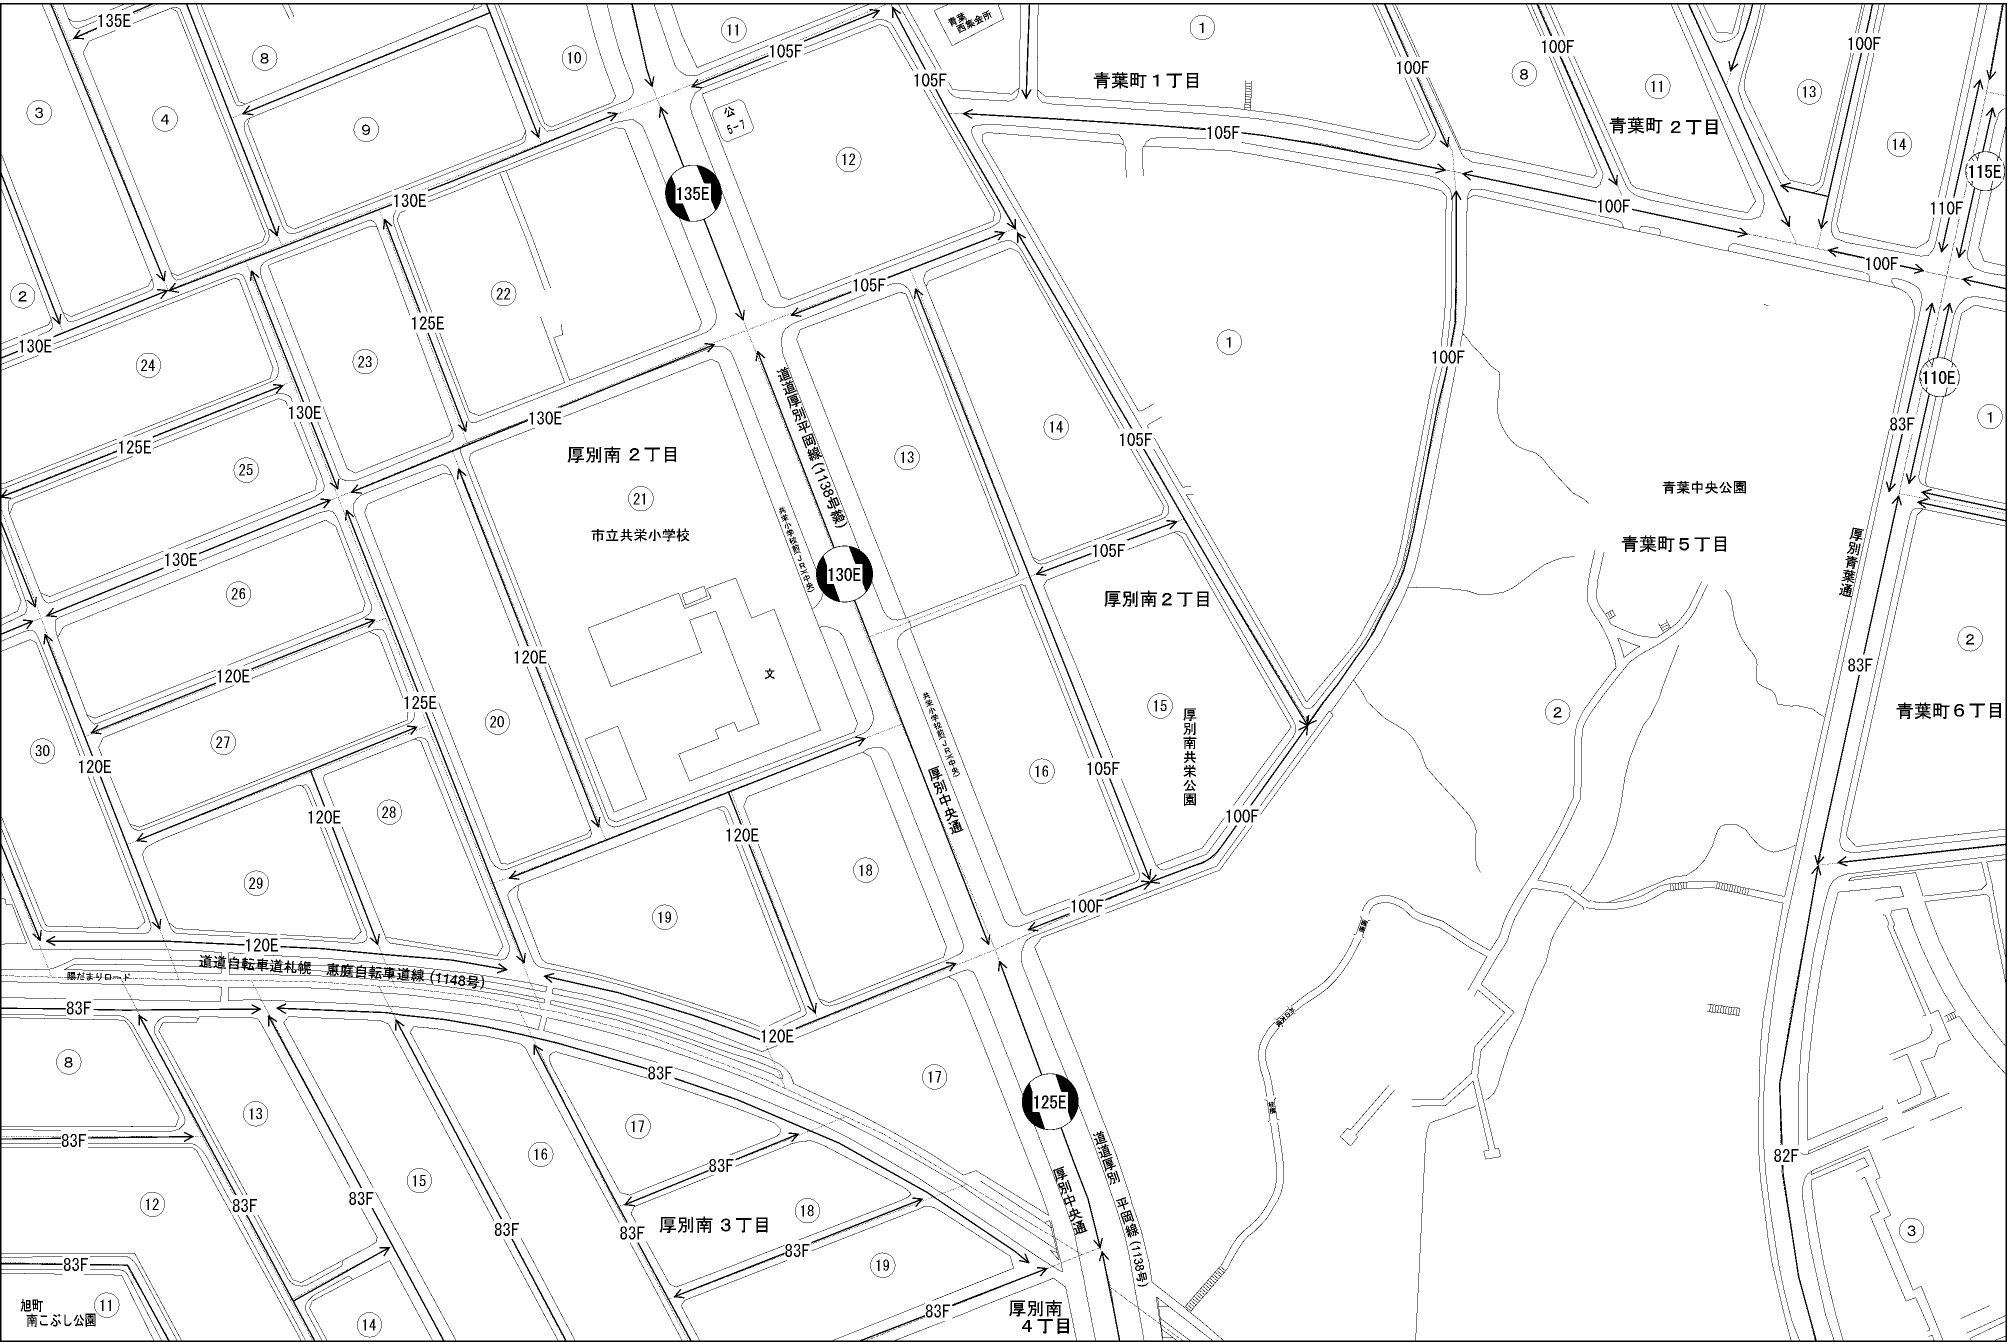 135E
8
10
11
105F
青葉
西集会所
1
100F
100F
8
11
100F
13
3
4
9
公
5-7
105F
青葉町1丁目
105F
青葉町2丁目
14
12
135E
130E
115E
110F
100F
2
22
105F
100F
130E
125E
24
23
1
100F
110E
1
125E
130E
130E
道道厚別平岡線(1138号線)
14
105F
83F
厚別南2丁目
25
13
21
青葉中央公園
市立共栄小学校
青葉町5丁目
厚別青葉通
130E
130E
105F
26
厚別南2丁目
2
120E
120E
文
83F
125E
15
厚別南共栄公園
2
青葉町6丁目
30
27
20
120E
16
105F
厚別中央通
28
120E
120E
100F
29
18
19
100F
120E
道道自転車道札幌 恵庭自転車道線(1148号)
陽だまりロード
83F
120E
8
83F
17
125E
13
17
83F
16
83F
道道厚別 平岡線(1138号)
82F
15
厚別中央通
12
83F
83F
83F
83F
18
厚別南3丁目
83F
3
83F
19
旭町
南こぶし公園
11
14
83F
厚別南
4丁目